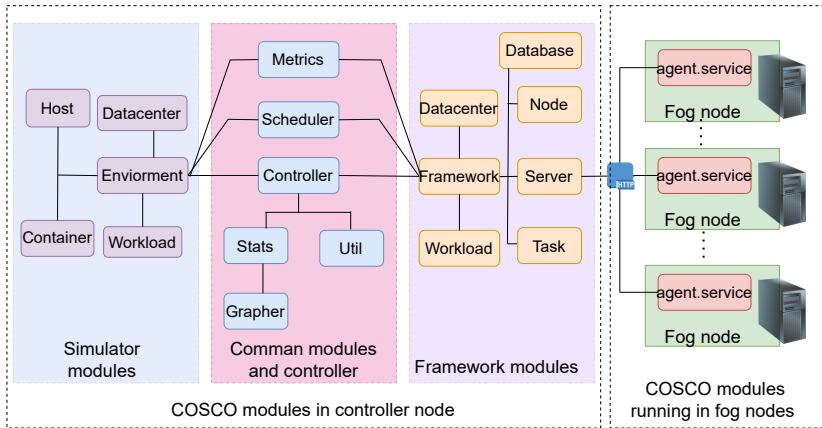 Host
Datacenter
Enviorment
Container
Workload
Simulator
modules
Metrics
Scheduler
Controller
Stats
Util
Grapher
Comman modules
and controller
Database
Datacenter
Node
Framework
Server
Workload
Task
Framework modules
COSCO modules in controller node
HTTP
agent.service
Fog node
agent.service
Fog node
agent.service
Fog node
COSCO modules
running in fog nodes